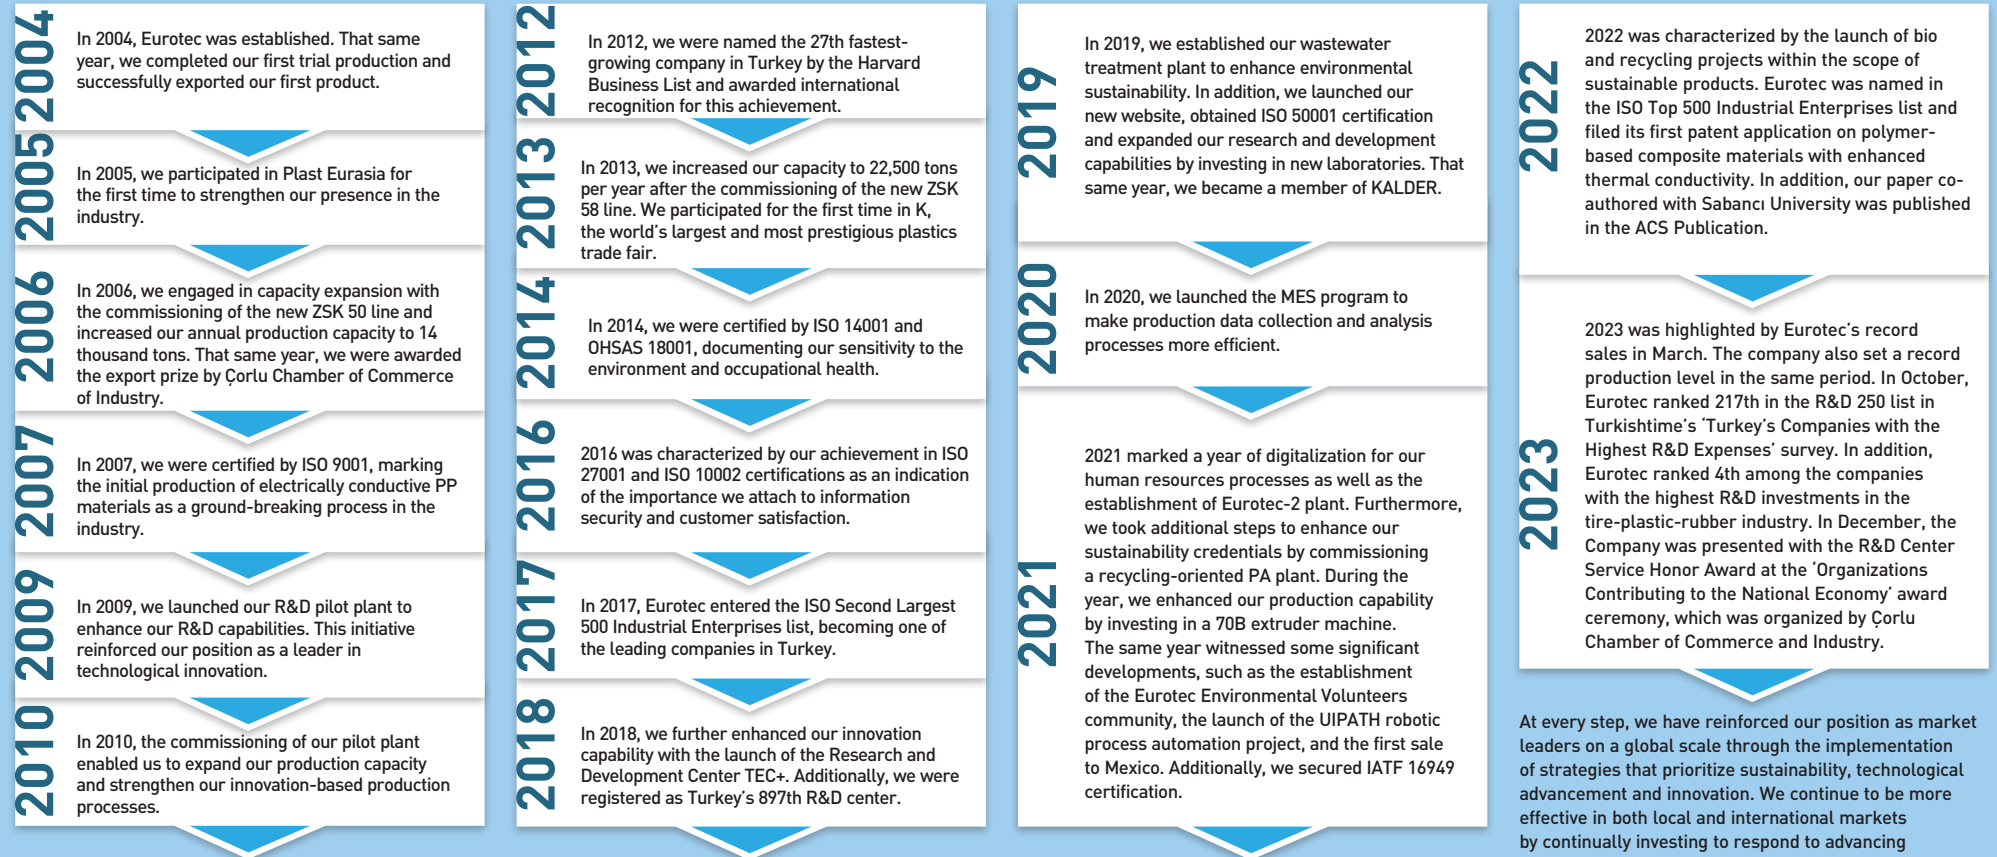 2004
In 2004, Eurotec was established. That same
year, we completed our first trial production and
successfully exported our first product.
2005
In 2005, we participated in Plast Eurasia for
the first time to strengthen our presence in the
industry.
2006
In 2006, we engaged in capacity expansion with
the commissioning of the new ZSK 50 line and
increased our annual production capacity to 14
thousand tons. That same year, we were awarded
the export prize by Çorlu Chamber of Commerce
of Industry.
2007
In 2007, we were certified by ISO 9001, marking
the initial production of electrically conductive PP
materials as a ground-breaking process in the
industry.
2009
In 2009, we launched our R&D pilot plant to
enhance our R&D capabilities. This initiative
reinforced our position as a leader in
technological innovation.
2010
In 2010, the commissioning of our pilot plant
enabled us to expand our production capacity
and strengthen our innovation-based production
processes.
2012
In 2012, we were named the 27th fastest-
growing company in Turkey by the Harvard
Business List and awarded international
recognition for this achievement.
2013
In 2013, we increased our capacity to 22,500 tons
per year after the commissioning of the new ZSK
58 line. We participated for the first time in K,
the world's largest and most prestigious plastics
trade fair.
2014
In 2014, we were certified by ISO 14001 and
OHSAS 18001, documenting our sensitivity to the
environment and occupational health.
2016
2016 was characterized by our achievement in ISO
27001 and ISO 10002 certifications as an indication
of the importance we attach to information
security and customer satisfaction.
2017
In 2017, Eurotec entered the ISO Second Largest
500 Industrial Enterprises list, becoming one of
the leading companies in Turkey.
2018
In 2018, we further enhanced our innovation
capability with the launch of the Research and
Development Center TEC+. Additionally, we were
registered as Turkey's 897th R&D center.
2019
In 2019, we established our wastewater
treatment plant to enhance environmental
sustainability. In addition, we launched our
new website, obtained ISO 50001 certification
and expanded our research and development
capabilities by investing in new laboratories. That
same year, we became a member of KALDER.
2020
In 2020, we launched the MES program to
make production data collection and analysis
processes more efficient.
2021
2021 marked a year of digitalization for our
human resources processes as well as the
establishment of Eurotec-2 plant. Furthermore,
we took additional steps to enhance our
sustainability credentials by commissioning
a recycling-oriented PA plant. During the
year, we enhanced our production capability
by investing in a 70B extruder machine.
The same year witnessed some significant
developments, such as the establishment
of the Eurotec Environmental Volunteers
community, the launch of the UIPATH robotic
process automation project, and the first sale
to Mexico. Additionally, we secured IATF 16949
certification.
2022
2022 was characterized by the launch of bio
and recycling projects within the scope of
sustainable products. Eurotec was named in
the ISO Top 500 Industrial Enterprises list and
filed its first patent application on polymer-
based composite materials with enhanced
thermal conductivity. In addition, our paper co-
authored with Sabancı University was published
in the ACS Publication.
2023
2023 was highlighted by Eurotec's record
sales in March. The company also set a record
production level in the same period. In October,
Eurotec ranked 217th in the R&D 250 list in
Turkishtime's 'Turkey's Companies with the
Highest R&D Expenses' survey. In addition,
Eurotec ranked 4th among the companies
with the highest R&D investments in the
tire-plastic-rubber industry. In December, the
Company was presented with the R&D Center
Service Honor Award at the 'Organizations
Contributing to the National Economy' award
ceremony, which was organized by Çorlu
Chamber of Commerce and Industry.
At every step, we have reinforced our position as market
leaders on a global scale through the implementation
of strategies that prioritize sustainability, technological
advancement and innovation. We continue to be more
effective in both local and international markets
by continually investing to respond to advancing